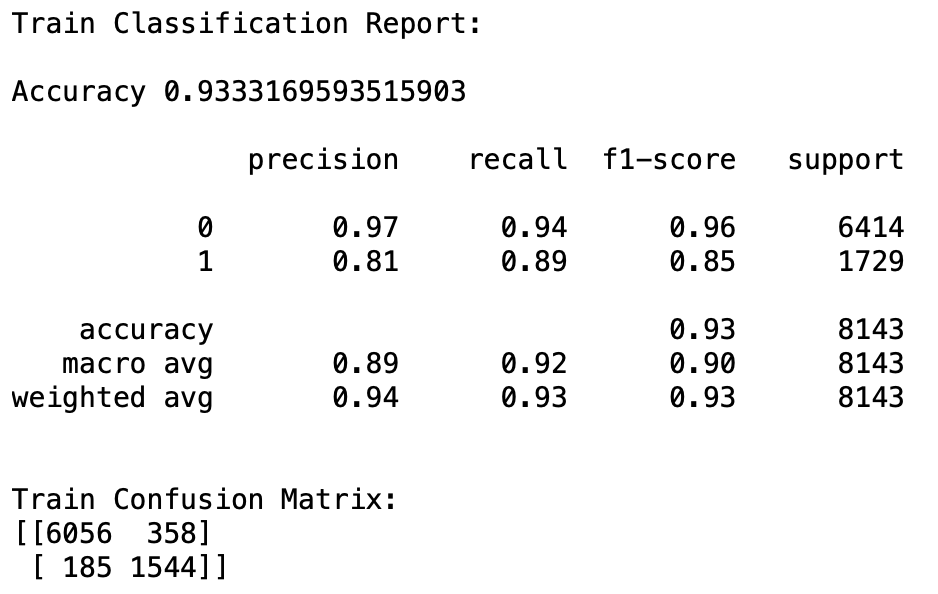 Train Classification Report:
Accuracy 0.9333169593515903
precision recall f1-score support
0 0.97 0.94 0.96 6414
1 0.81 0.89 0.85 1729
accuracy 0.93 8143
macro avg 0.89 0.92 0.90 8143
weighted avg 0.94 0.93 0.93 8143
Train Confusion Matrix:
[[6056 358]
[ 185 1544]]